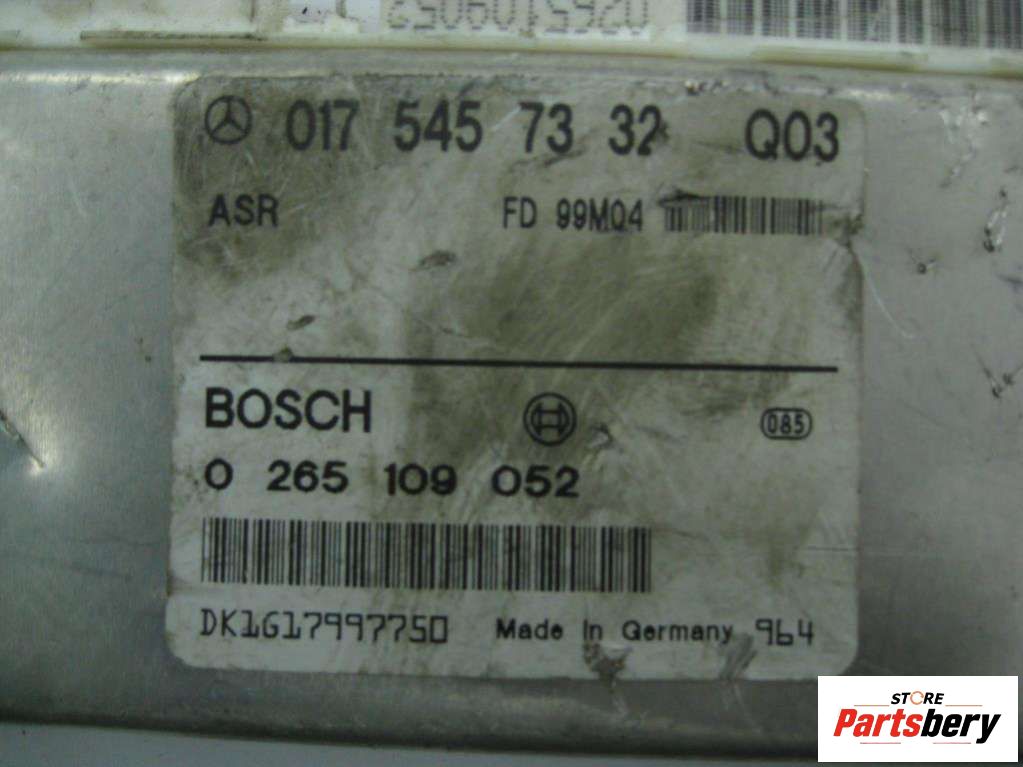 0265109052
017 545 73 32 Q03
ASR FD 99M04
BOSCH 085
0 265 109 052
DK1G17997750 Made In Germany 964
STORE
Partsbery